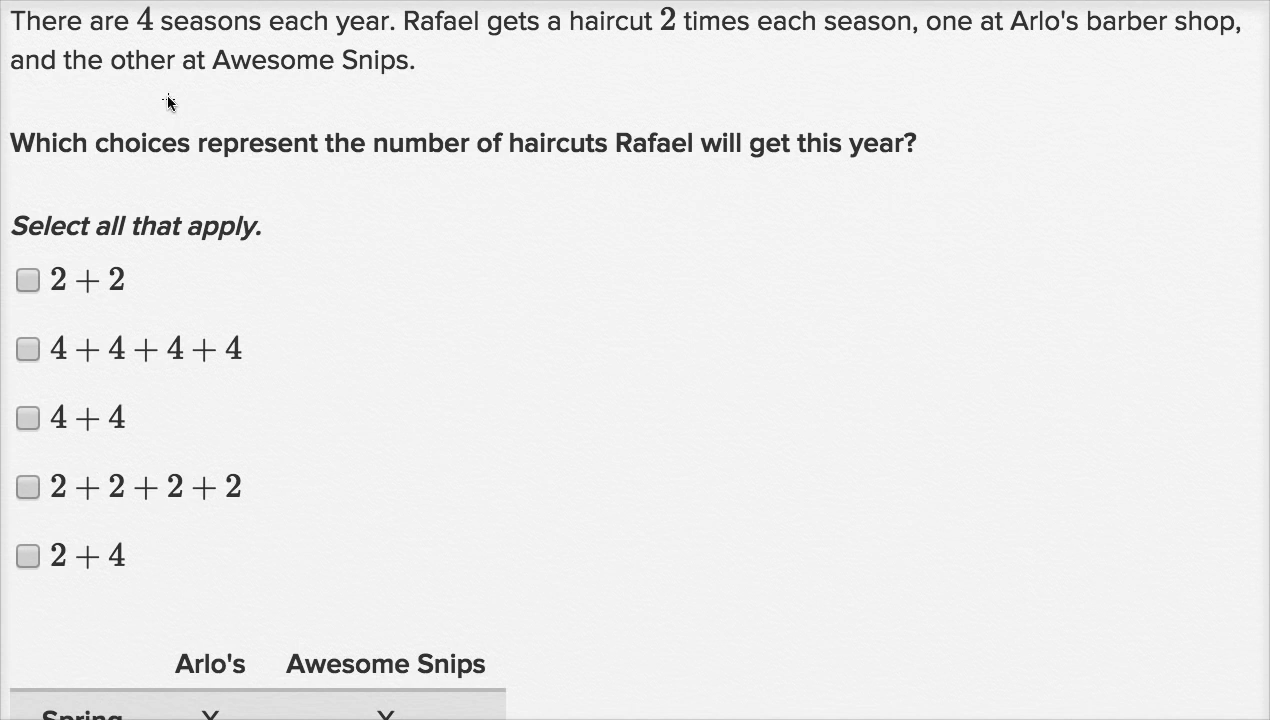 There are 4 seasons each year. Rafael gets a haircut 2 times each season, one at Arlo's barber shop,
and the other at Awesome Snips.
Which choices represent the number of haircuts Rafael will get this year?
Select all that apply.
2 + 2
4 + 4 + 4 + 4
4 + 4
2 + 2 + 2 + 2
2 + 4
Arlo's Awesome Snips
Spring X X